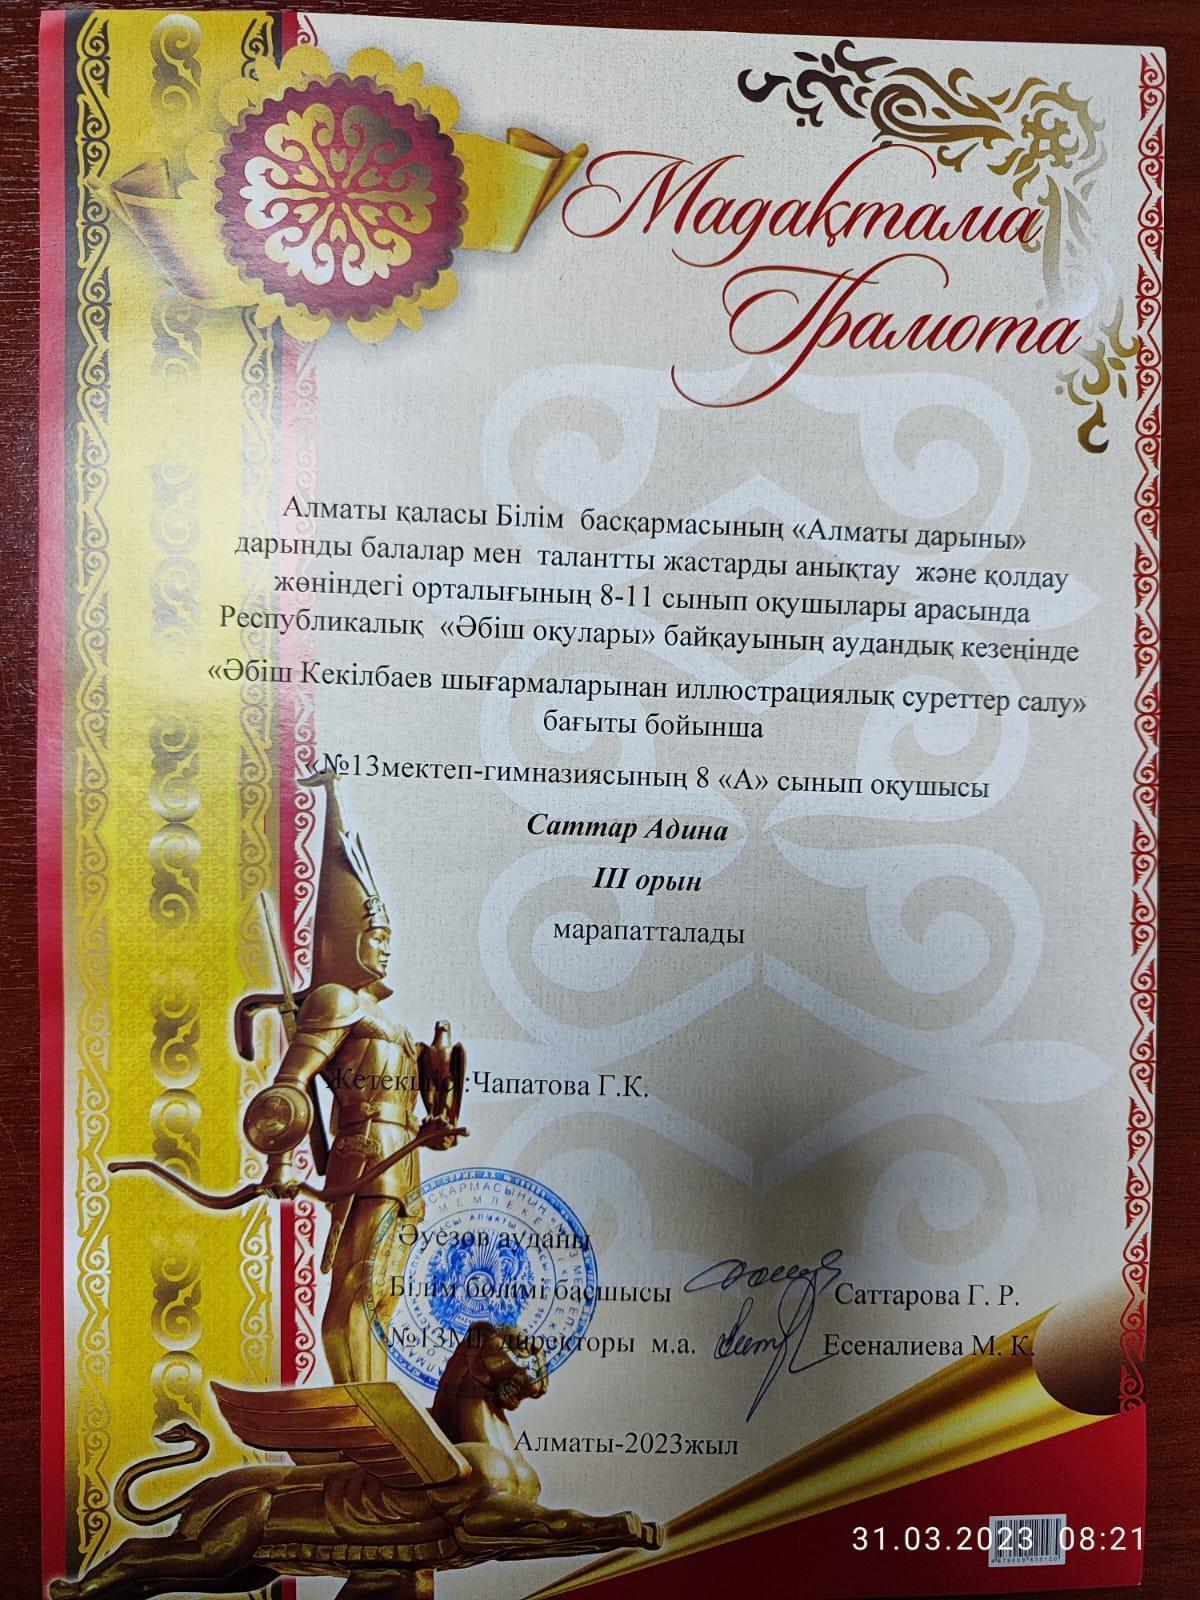 Мадақтама
Грамота
Алматы қаласы Білім басқармасының «Алматы дарыны»
дарынды балалар мен талантты жастарды анықтау және қолдау
жөніндегі орталығының 8-11 сынып оқушылары арасында
Республикалық «Әбіш оқулары» байқауының аудандық кезеңінде
«Әбіш Кекілбаев шығармаларынан иллюстрациялық суреттер салу»
бағыты бойынша
«№13мектеп-гимназиясының 8 «А» сынып оқушысы
Саттар Адина
III орын
марапатталады
Жетекшісі:Чапатова Г.К.
Әуезов ауданы
Білім бөлімі басшысы Саттарова Г. Р.
№13МГ директоры м.а. Есеналиева М. К.
Алматы-2023жыл
31.03.2023 08:21